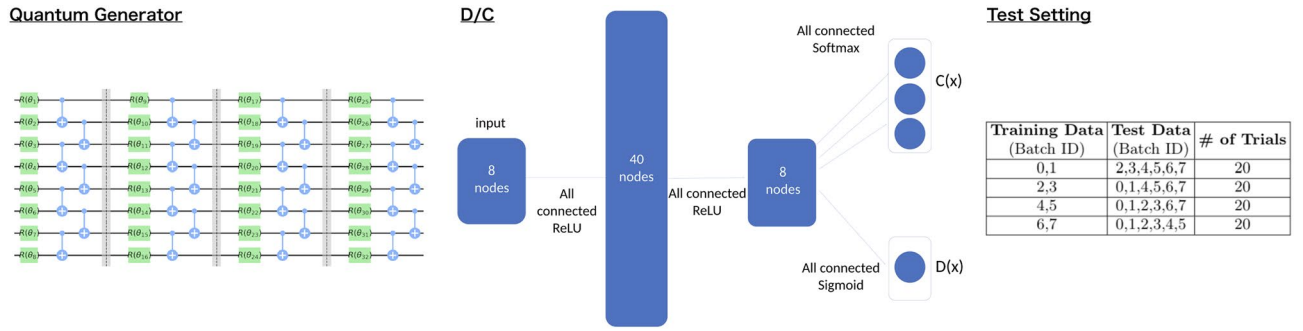 Quantum Generator
R(θ1) R(θ9) R(θ17) R(θ25)
R(θ2) R(θ10) R(θ18) R(θ26)
R(θ3) R(θ11) R(θ19) R(θ27)
R(θ4) R(θ12) R(θ20) R(θ28)
R(θ5) R(θ13) R(θ21) R(θ29)
R(θ6) R(θ14) R(θ22) R(θ30)
R(θ7) R(θ15) R(θ23) R(θ31)
R(θ8) R(θ16) R(θ24) R(θ32)
D/C
input
8
nodes
All
connected
ReLU
40
nodes
All connected
ReLU
8
nodes
All connected
Softmax
C(x)
All connected
Sigmoid
D(x)
Test Setting
Training Data Test Data # of Trials
(Batch ID) (Batch ID)
0,1 2,3,4,5,6,7 20
2,3 0,1,4,5,6,7 20
4,5 0,1,2,3,6,7 20
6,7 0,1,2,3,4,5 20